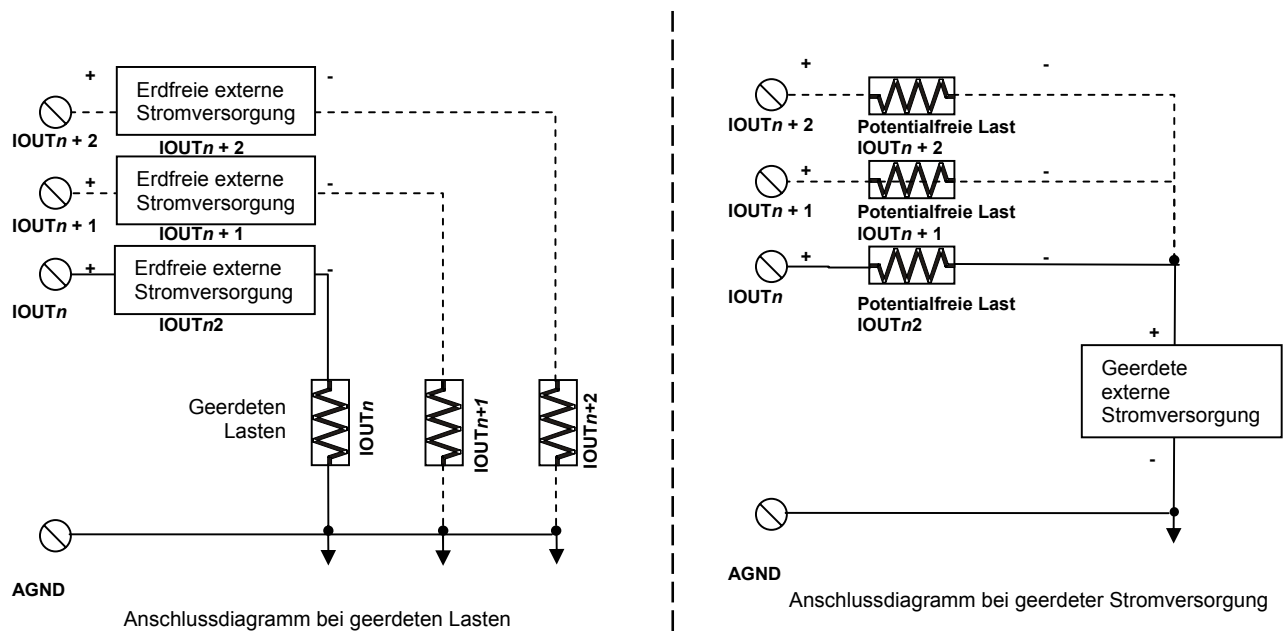 +
Erdfreie externe
Stromversorgung
-
IOUTn + 2
IOUTn + 2
+
Erdfreie externe
Stromversorgung
-
IOUTn + 1
IOUTn + 1
+
Erdfreie externe
Stromversorgung
-
IOUTn
IOUTn2
Geerdeten
Lasten
IOUTn
IOUTn+1
IOUTn+2
AGND
Anschlussdiagramm bei geerdeten Lasten
+
-
IOUTn + 2
Potentialfreie Last
IOUTn + 2
+
-
IOUTn + 1
Potentialfreie Last
IOUTn + 1
+
-
IOUTn
Potentialfreie Last
IOUTn2
+
Geerdete
externe
Stromversorgung
-
AGND
Anschlussdiagramm bei geerdeter Stromversorgung